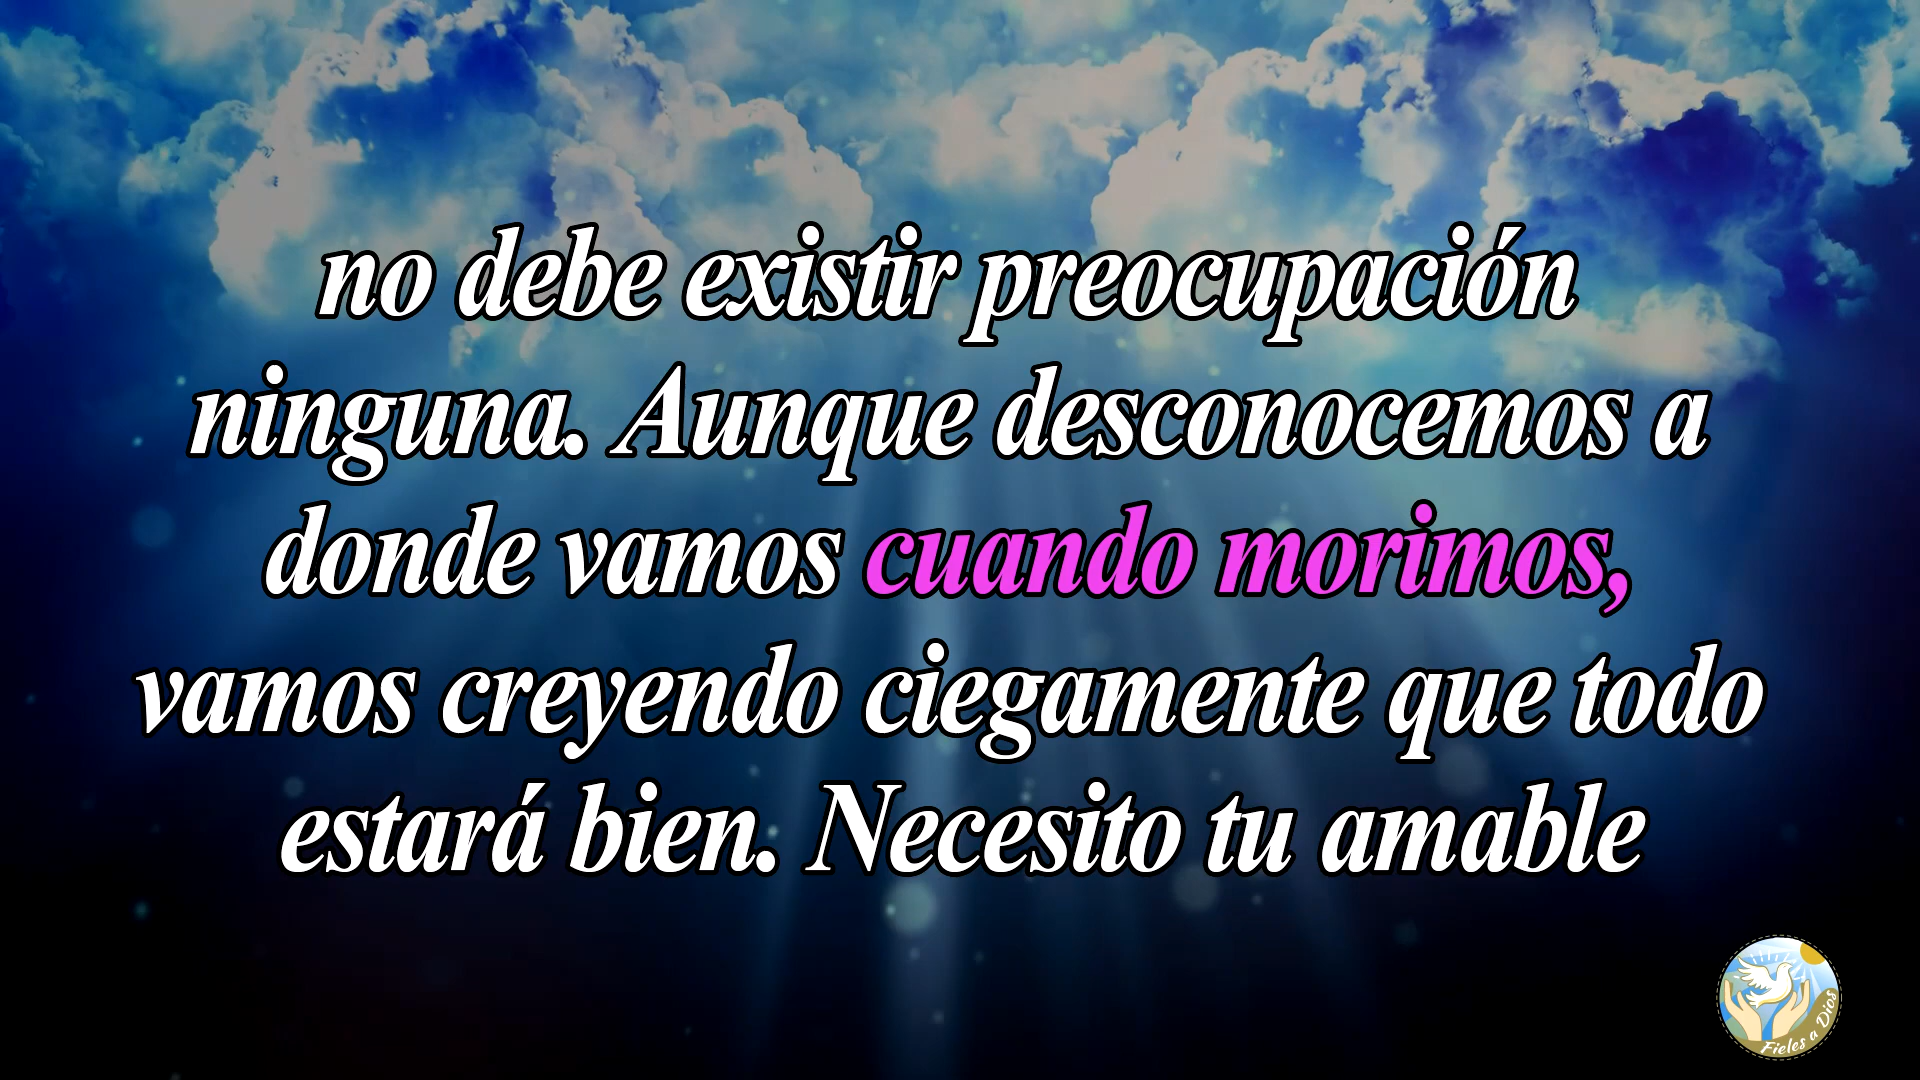 no debe existir preocupación
ninguna. Aunque desconocemos a
donde vamos cuando morimos,
vamos creyendo ciegamente que todo
estará bien. Necesito tu amable
Fieles a Dios